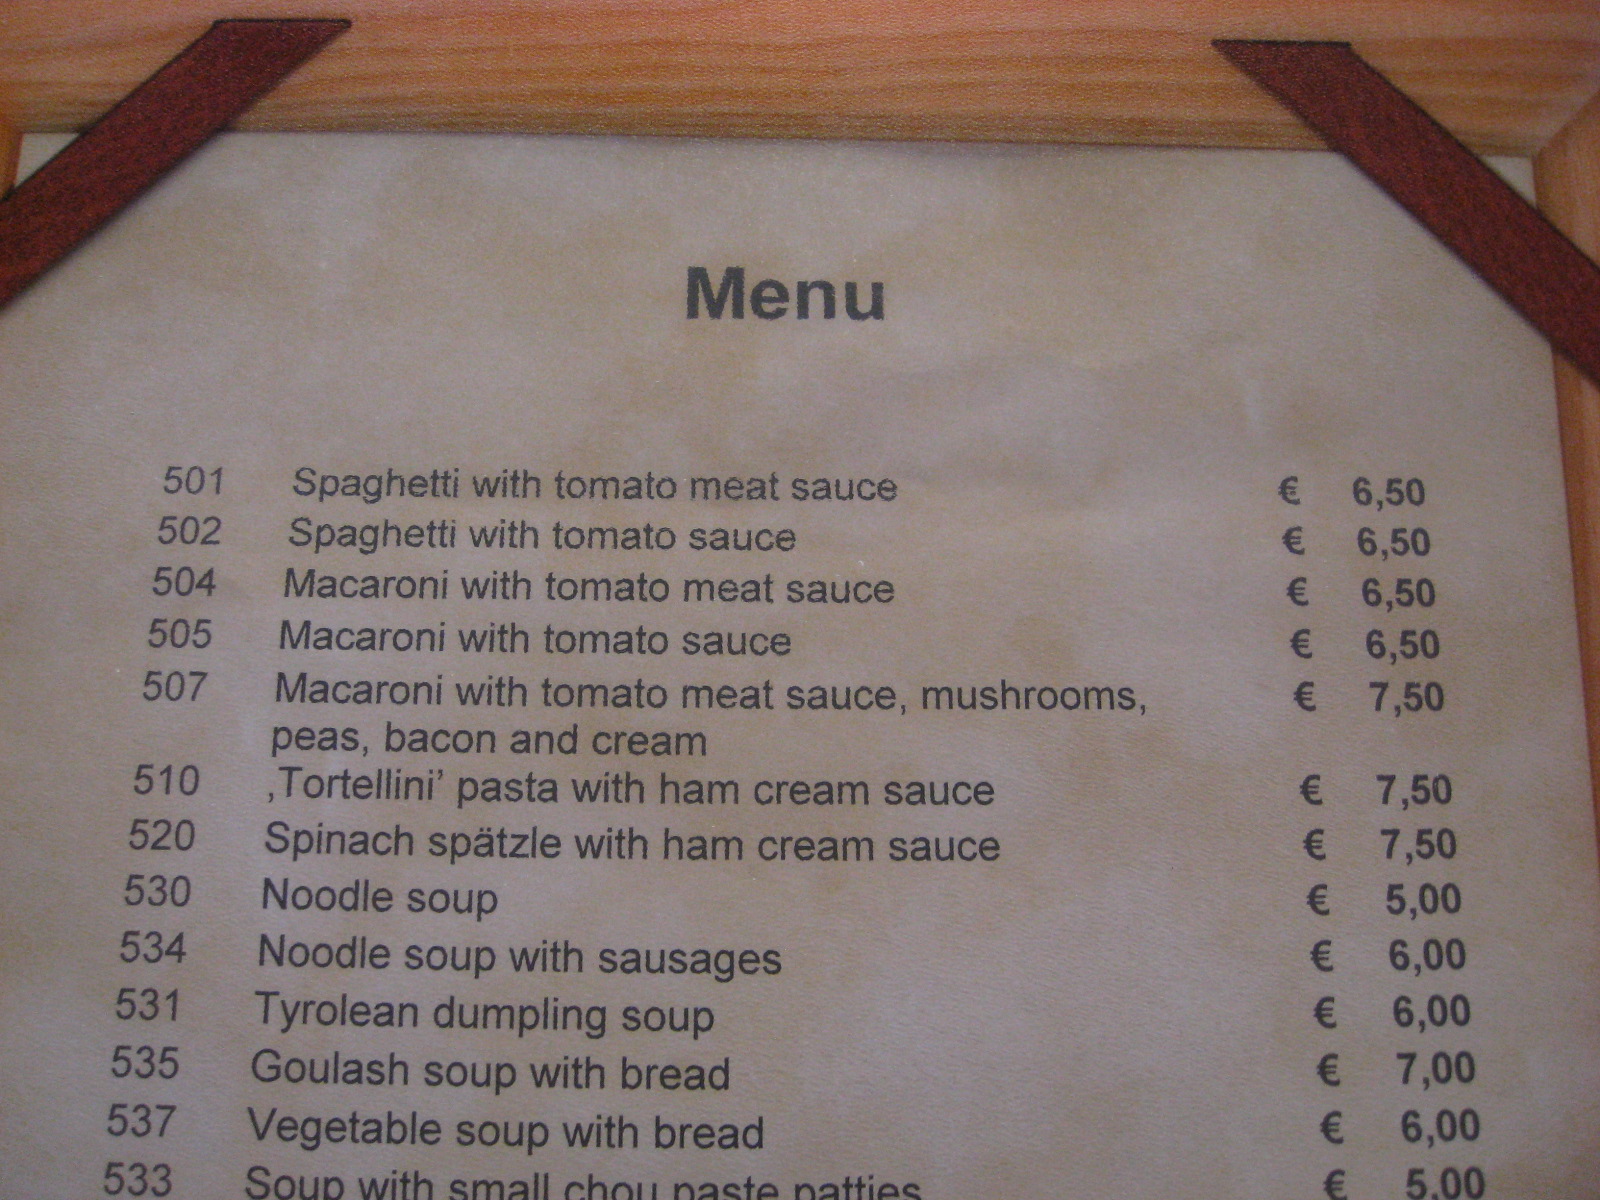 Menu
501 Spaghetti with tomato meat sauce € 6,50
502 Spaghetti with tomato sauce € 6,50
504 Macaroni with tomato meat sauce € 6,50
505 Macaroni with tomato sauce € 6,50
507 Macaroni with tomato meat sauce, mushrooms, € 7,50
peas, bacon and cream
510 ‚Tortellini’ pasta with ham cream sauce € 7,50
520 Spinach spätzle with ham cream sauce € 7,50
530 Noodle soup € 5,00
534 Noodle soup with sausages € 6,00
531 Tyrolean dumpling soup € 6,00
535 Goulash soup with bread € 7,00
537 Vegetable soup with bread € 6,00
533 Soup with small chou paste patties € 5,00